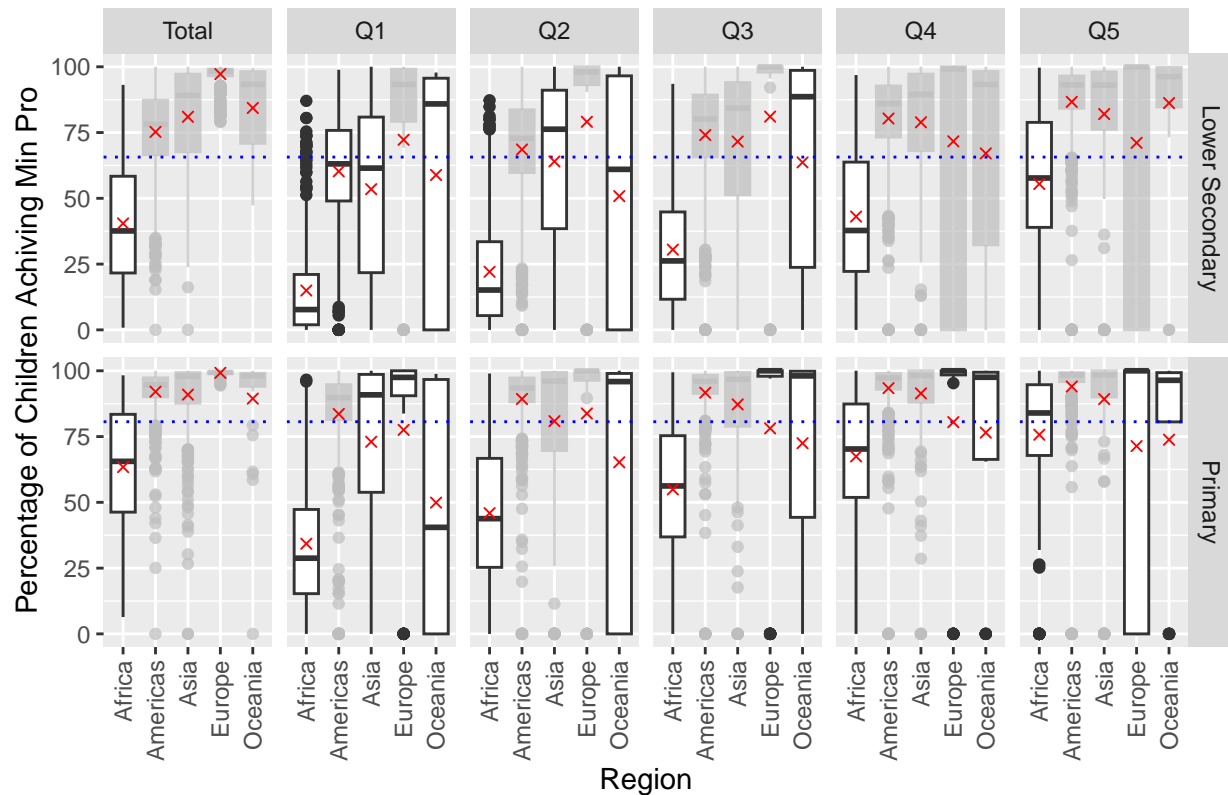 Total Q1 Q2 Q3 Q4 Q5
Percentage of Children Achiving Min Pro
100
75
50
25
0
Lower Secondary
100
75
50
25
0
Primary
Africa Americas Asia Europe Oceania Africa Americas Asia Europe Oceania Africa Americas Asia Europe Oceania Africa Americas Asia Europe Oceania Africa Americas Asia Europe Oceania Africa Americas Asia Europe Oceania
Region